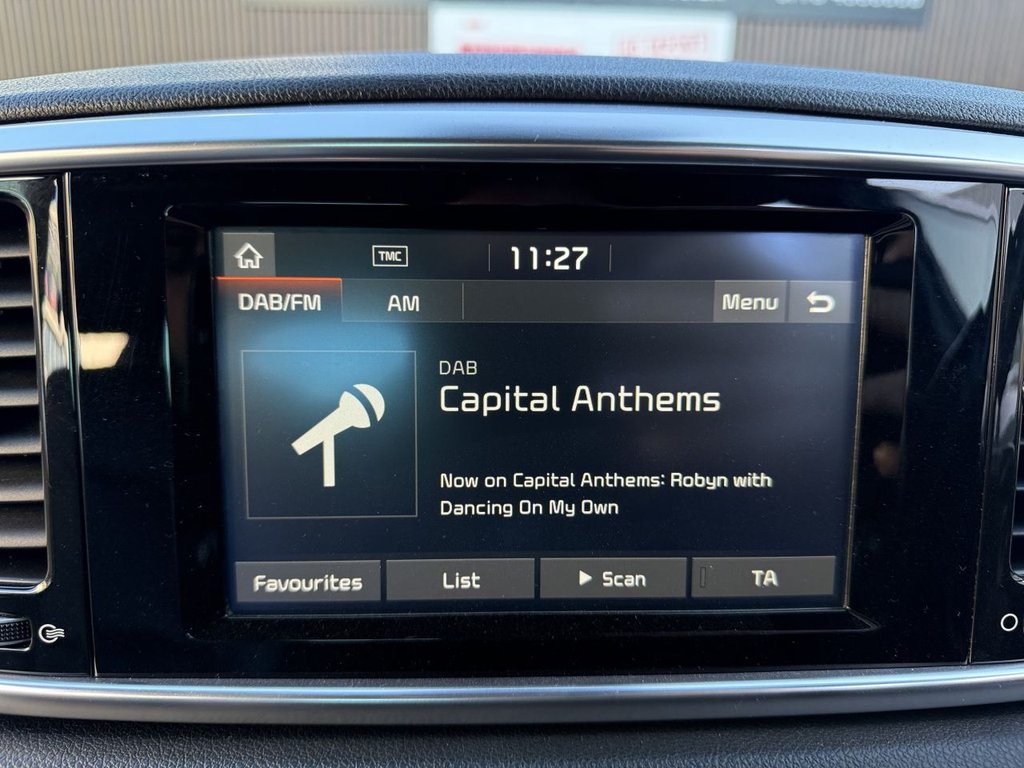 TMC
11:27
DAB/FM
AM
Menu
DAB
Capital Anthems
Now on Capital Anthems: Robyn with
Dancing On My Own
Favourites
List
Scan
TA